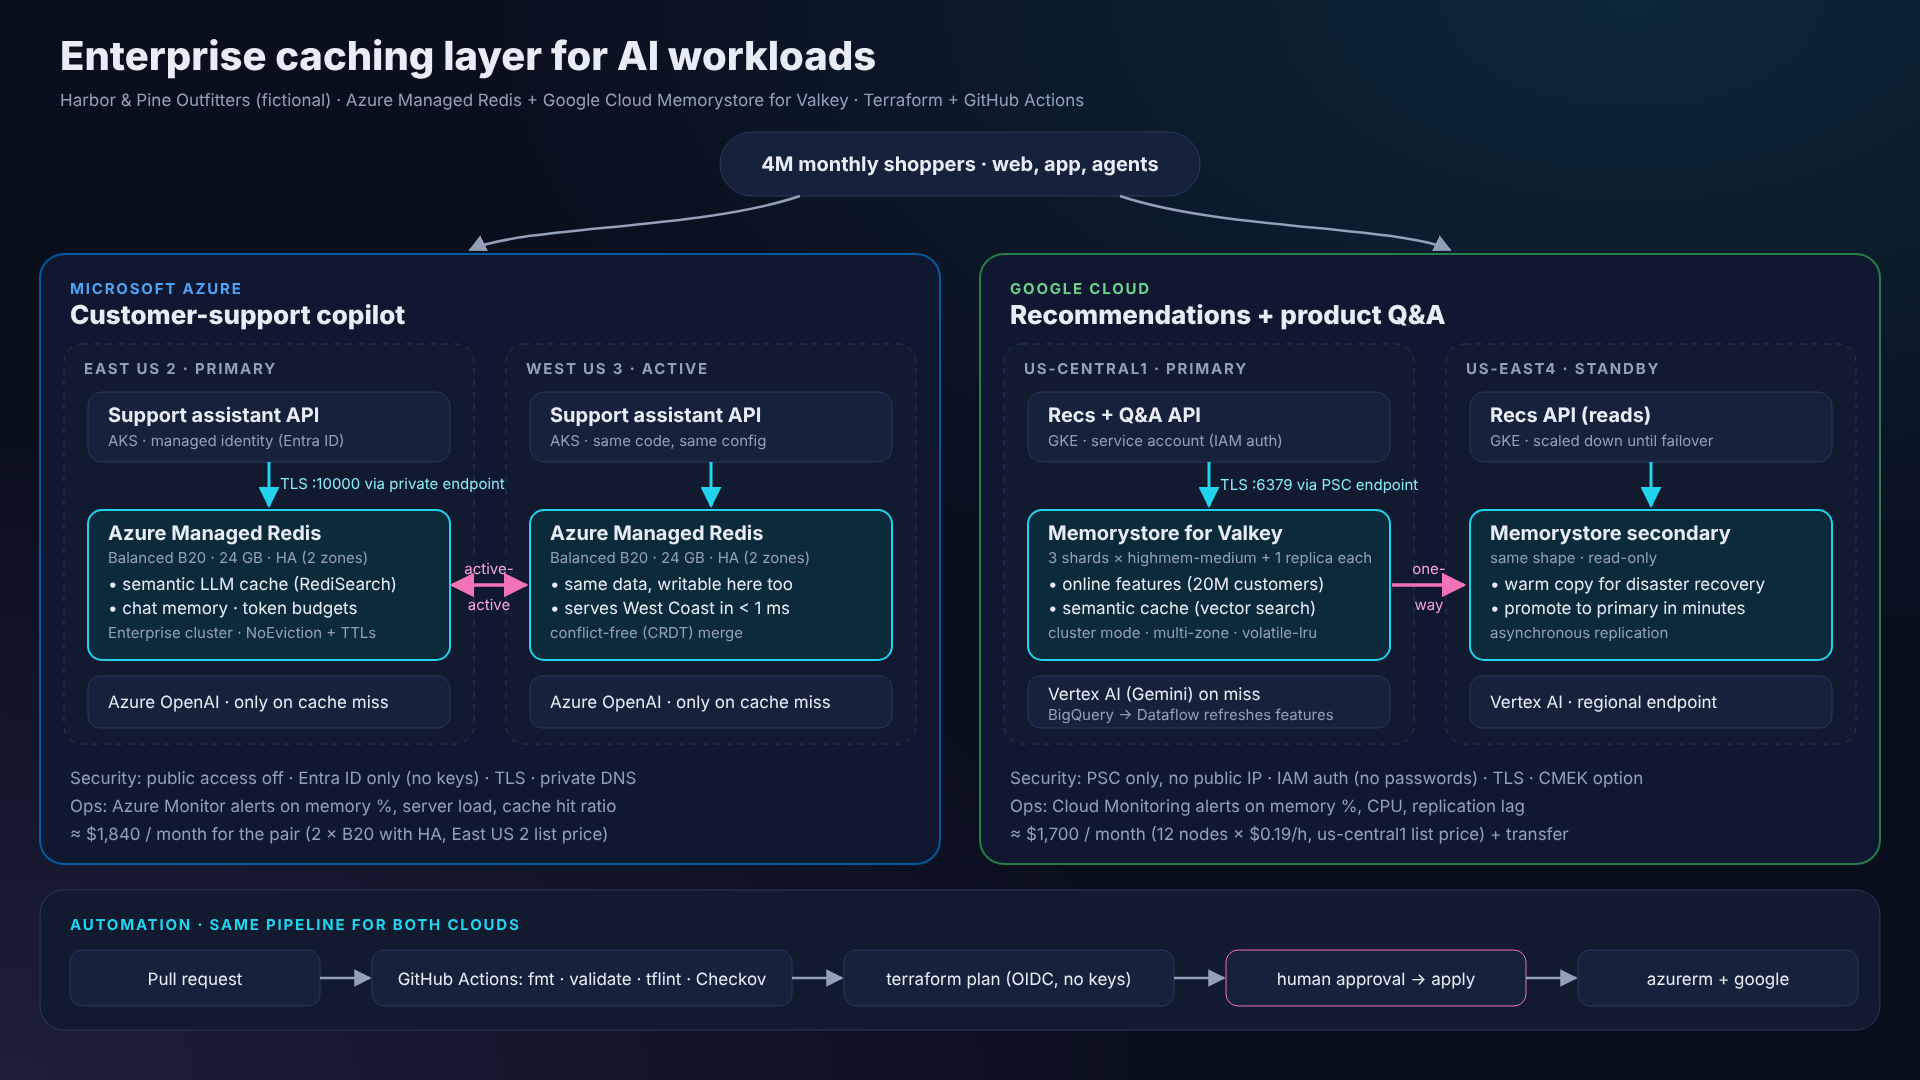 Enterprise caching layer for AI workloads
Harbor & Pine Outfitters (fictional) · Azure Managed Redis + Google Cloud Memorystore for Valkey · Terraform + GitHub Actions
4M monthly shoppers · web, app, agents
MICROSOFT AZURE
Customer-support copilot
EAST US 2 · PRIMARY
Support assistant API
AKS · managed identity (Entra ID)
TLS :10000 via private endpoint
Azure Managed Redis
Balanced B20 · 24 GB · HA (2 zones)
• semantic LLM cache (RediSearch)
• chat memory · token budgets
Enterprise cluster · NoEviction + TTLs
Azure OpenAI · only on cache miss
active-
active
WEST US 3 · ACTIVE
Support assistant API
AKS · same code, same config
Azure Managed Redis
Balanced B20 · 24 GB · HA (2 zones)
• same data, writable here too
• serves West Coast in < 1 ms
conflict-free (CRDT) merge
Azure OpenAI · only on cache miss
Security: public access off · Entra ID only (no keys) · TLS · private DNS
Ops: Azure Monitor alerts on memory %, server load, cache hit ratio
≈ $1,840 / month for the pair (2 × B20 with HA, East US 2 list price)
GOOGLE CLOUD
Recommendations + product Q&A
US-CENTRAL1 · PRIMARY
Recs + Q&A API
GKE · service account (IAM auth)
TLS :6379 via PSC endpoint
Memorystore for Valkey
3 shards × highmem-medium + 1 replica each
• online features (20M customers)
• semantic cache (vector search)
cluster mode · multi-zone · volatile-lru
Vertex AI (Gemini) on miss
BigQuery → Dataflow refreshes features
one-
way
US-EAST4 · STANDBY
Recs API (reads)
GKE · scaled down until failover
Memorystore secondary
same shape · read-only
• warm copy for disaster recovery
• promote to primary in minutes
asynchronous replication
Vertex AI · regional endpoint
Security: PSC only, no public IP · IAM auth (no passwords) · TLS · CMEK option
Ops: Cloud Monitoring alerts on memory %, CPU, replication lag
≈ $1,700 / month (12 nodes × $0.19/h, us-central1 list price) + transfer
AUTOMATION · SAME PIPELINE FOR BOTH CLOUDS
Pull request
GitHub Actions: fmt · validate · tflint · Checkov
terraform plan (OIDC, no keys)
human approval → apply
azurerm + google